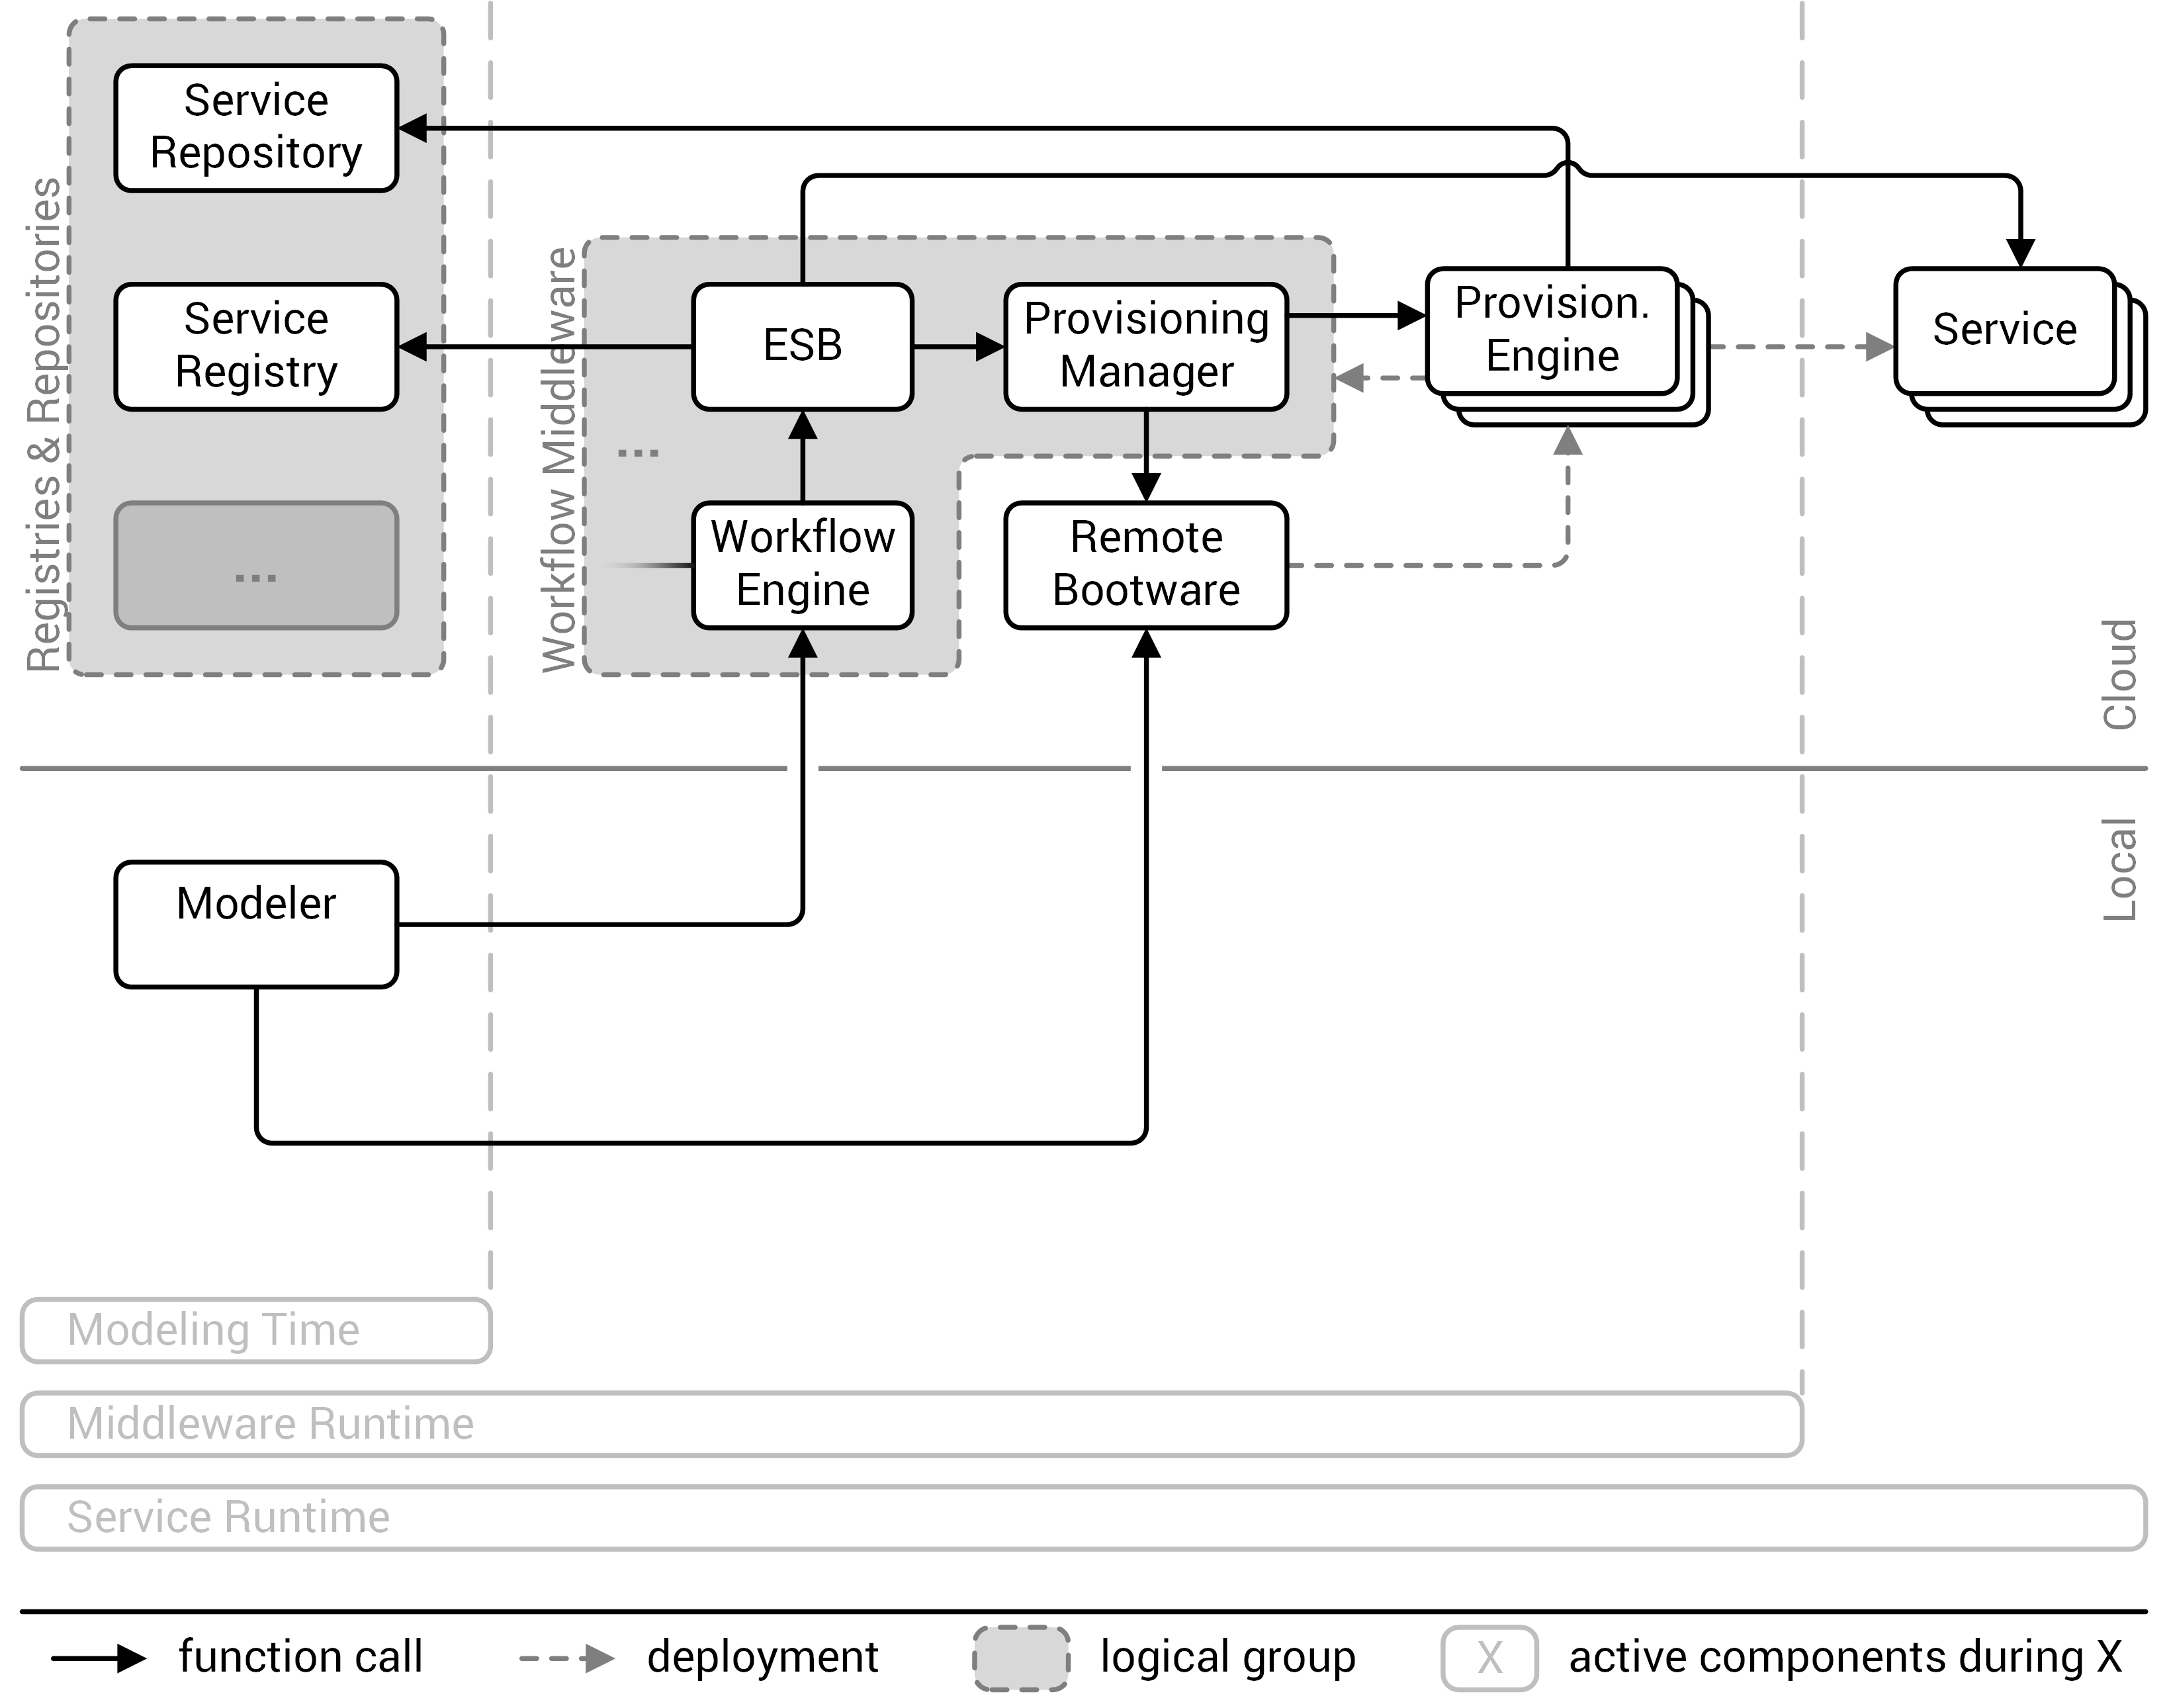 Registries & Repositories
Service
Repository
Service
Registry
...
Workflow Middleware
ESB
Provisioning
Manager
Provision.
Engine
Service
...
Workflow
Engine
Remote
Bootware
Cloud
Local
Modeler
Modeling Time
Middleware Runtime
Service Runtime
function call
deployment
logical group
X
active components during X